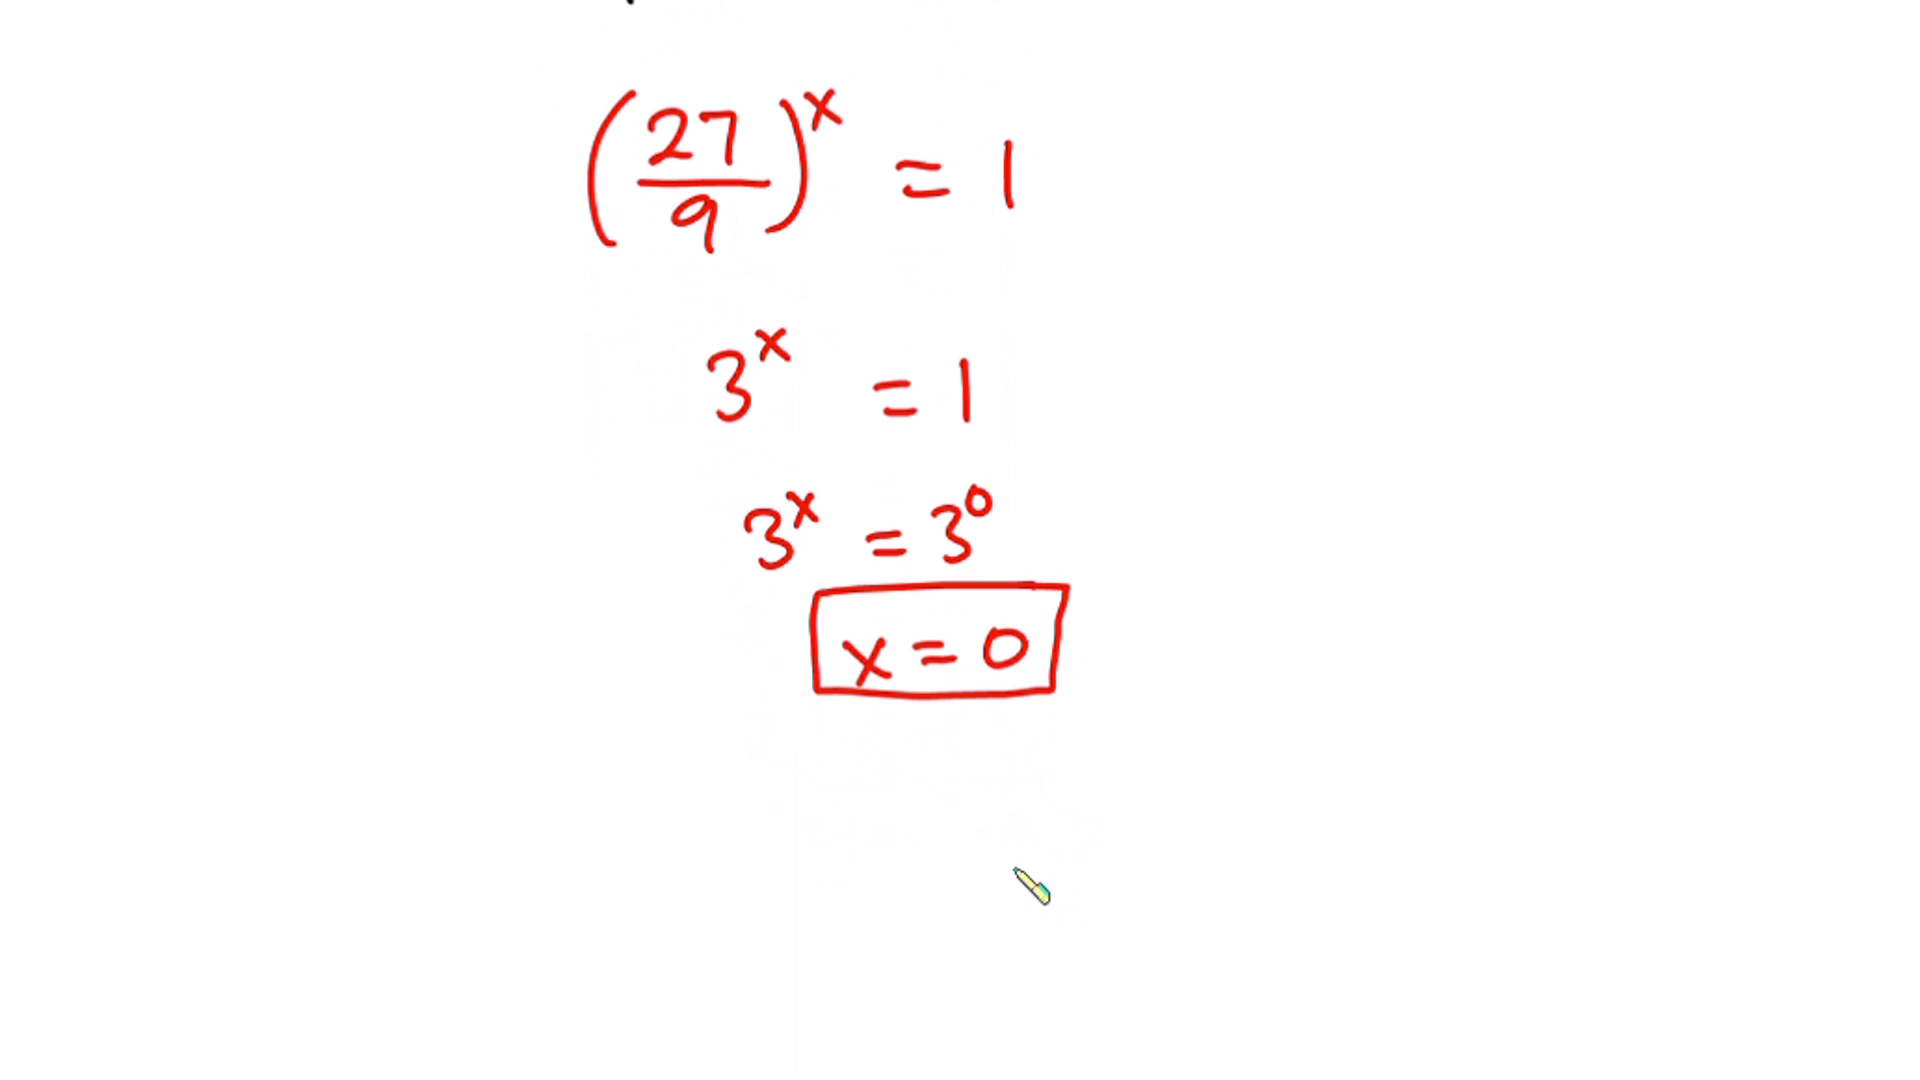 (27/9)^x = 1
3^x = 1
3^x = 3^0
x = 0